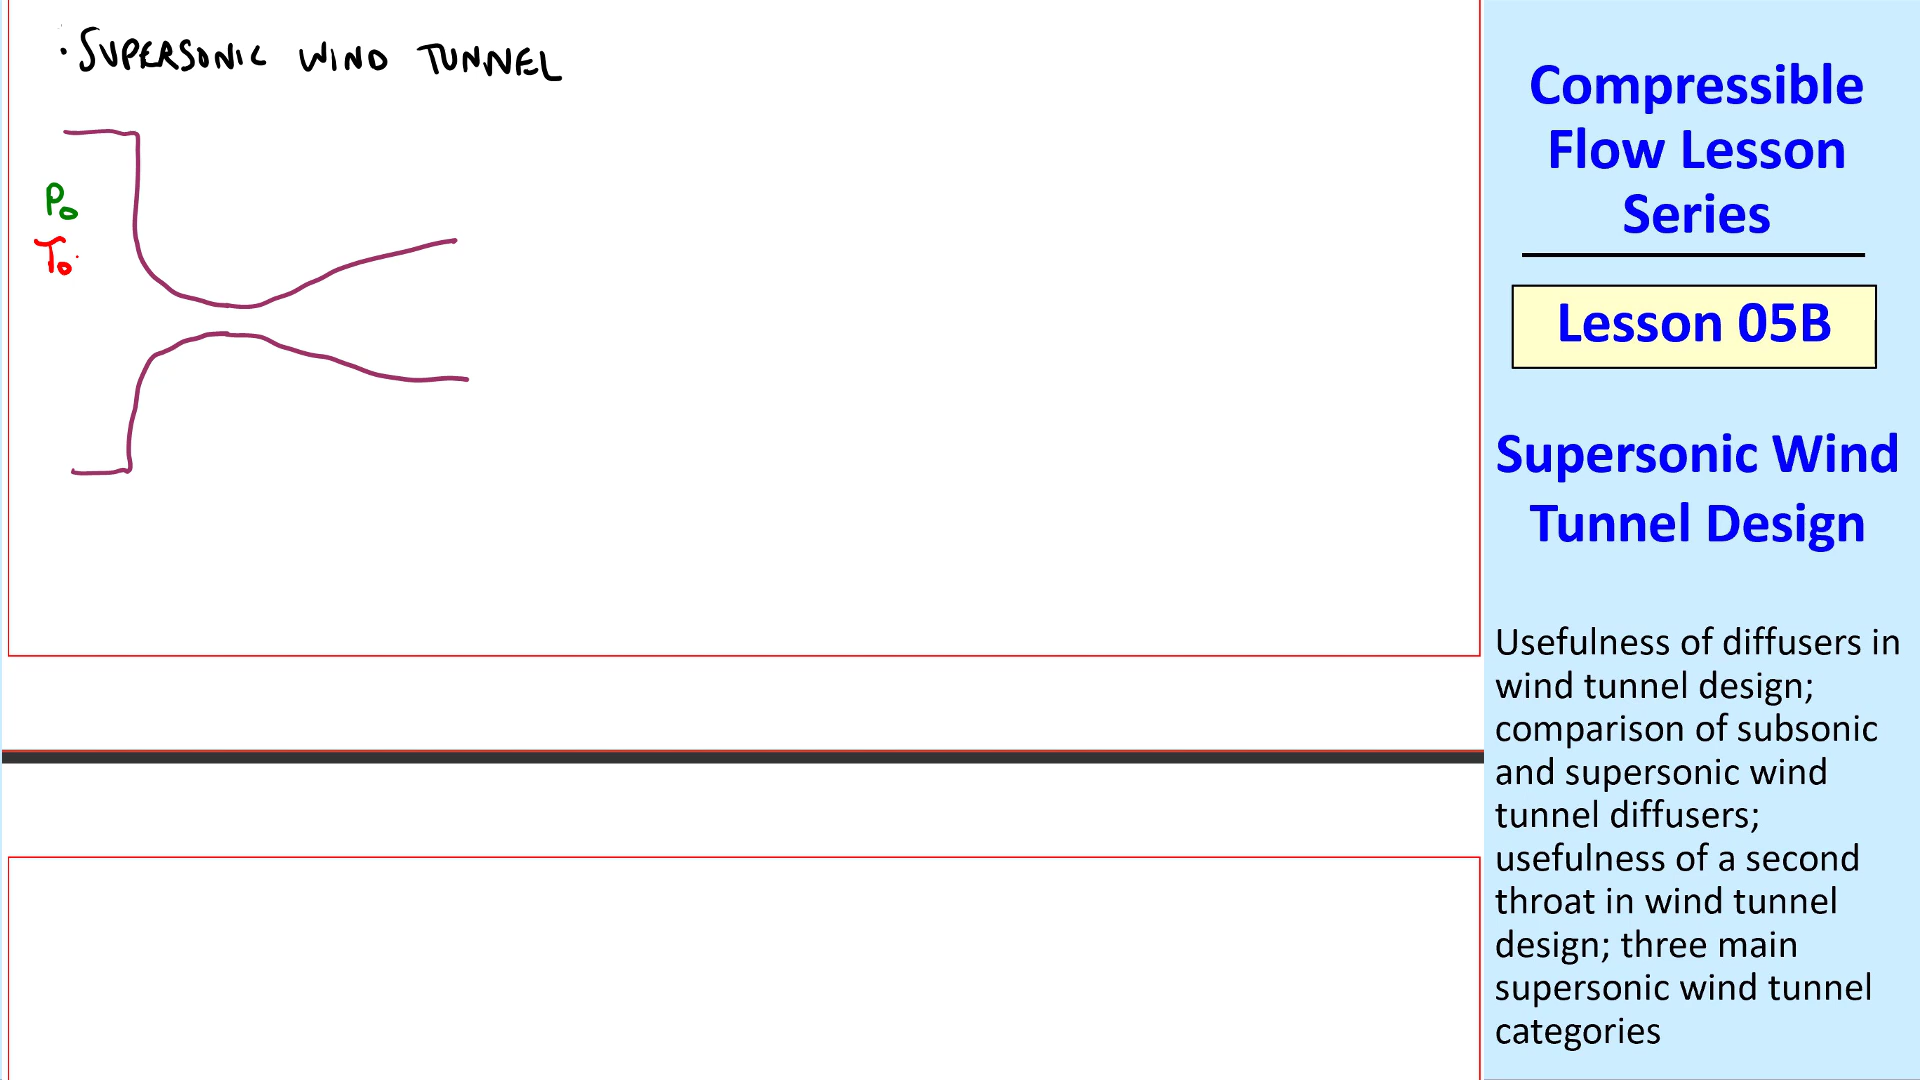 · SUPERSONIC WIND TUNNEL
P₀
T₀
Compressible
Flow Lesson
Series
Lesson 05B
Supersonic Wind
Tunnel Design
Usefulness of diffusers in
wind tunnel design;
comparison of subsonic
and supersonic wind
tunnel diffusers;
usefulness of a second
throat in wind tunnel
design; three main
supersonic wind tunnel
categories